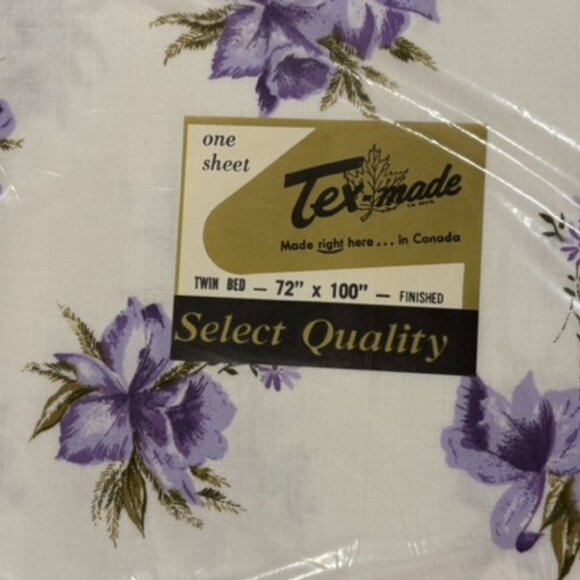 one
sheet
Tex-made
Made right here... in Canada
TWIN BED — 72" x 100" — FINISHED
Select Quality